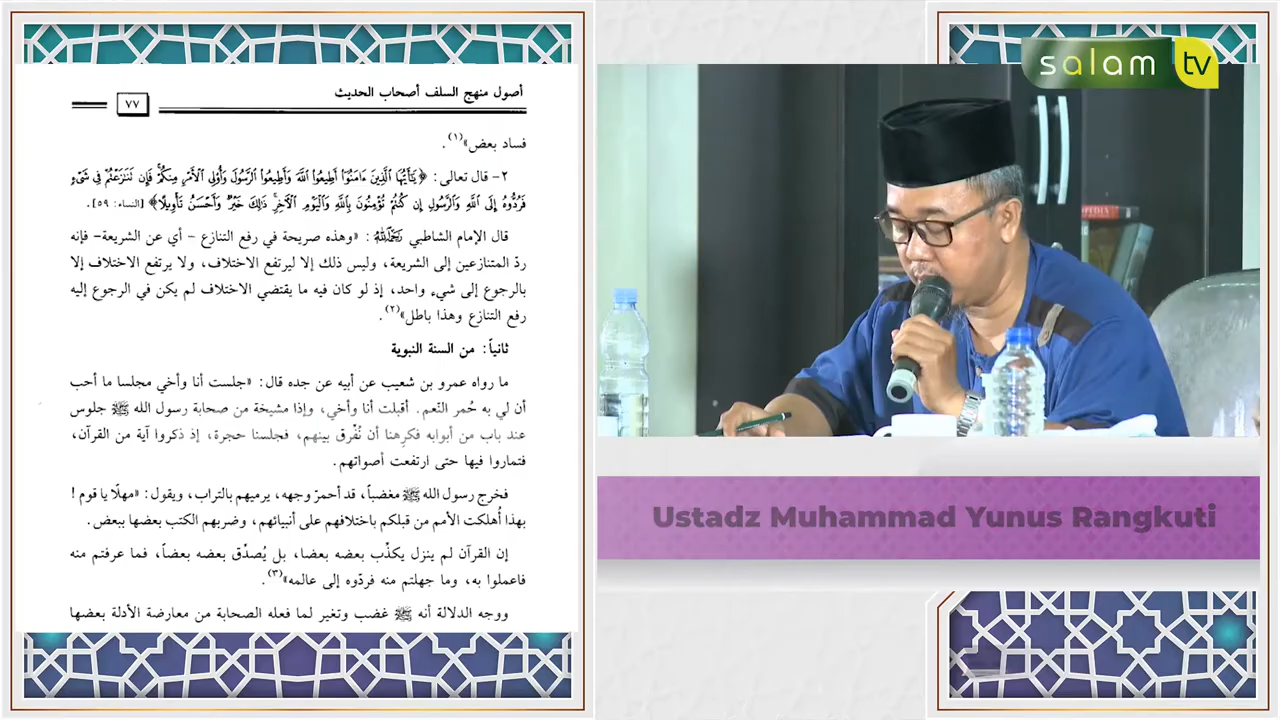 أصول منهج السلف أصحاب الحديث
٧٧
فساد بعض»(١).
٢- قال تعالى: ﴿يَٰٓأَيُّهَا ٱلَّذِينَ ءَامَنُوٓا۟ أَطِيعُوا۟ ٱللَّهَ وَأَطِيعُوا۟ ٱلرَّسُولَ وَأُو۟لِى ٱلْأَمْرِ مِنكُمْ ۖ فَإِن تَنَٰزَعْتُمْ فِى شَىْءٍ
فَرُدُّوهُ إِلَى ٱللَّهِ وَٱلرَّسُولِ إِن كُنتُمْ تُؤْمِنُونَ بِٱللَّهِ وَٱلْيَوْمِ ٱلْءَاخِرِ ۚ ذَٰلِكَ خَيْرٌ وَأَحْسَنُ تَأْوِيلًا﴾ [النساء: ٥٩].
قال الإمام الشاطبي رحمه الله: «وهذه صريحة في رفع التنازع – أي عن الشريعة– فإنه
ردّ المتنازعين إلى الشريعة، وليس ذلك إلا ليرتفع الاختلاف، ولا يرتفع الاختلاف إلا
بالرجوع إلى شيء واحد، إذ لو كان فيه ما يقتضي الاختلاف لم يكن في الرجوع إليه
رفع التنازع وهذا باطل»(٢).
ثانياً: من السنة النبوية
ما رواه عمرو بن شعيب عن أبيه عن جده قال: «جلست أنا وأخي مجلسا ما أحب
أن لي به حُمر النّعم. أقبلت أنا وأخي، وإذا مشيخة من صحابة رسول الله ﷺ جلوس
عند باب من أبوابه فكرِهنا أن نُفْرق بينهم، فجلسنا حجرة، إذ ذكروا آية من القرآن،
فتماروا فيها حتى ارتفعت أصواتهم.
فخرج رسول الله ﷺ مغضباً، قد أحمرّ وجهه، يرميهم بالتراب، ويقول: «مهلًا يا قوم!
بهذا أُهلكت الأمم من قبلكم باختلافهم على أنبيائهم، وضربهم الكتب بعضها ببعض.
إن القرآن لم ينزل يكذّب بعضه بعضا، بل يُصدّق بعضه بعضاً، فما عرفتم منه
فاعملوا به، وما جهلتم منه فردّوه إلى عالمه»(٣).
ووجه الدلالة أنه ﷺ غضب وتغير لما فعله الصحابة من معارضة الأدلة بعضها
salam tv
Ustadz Muhammad Yunus Rangkuti